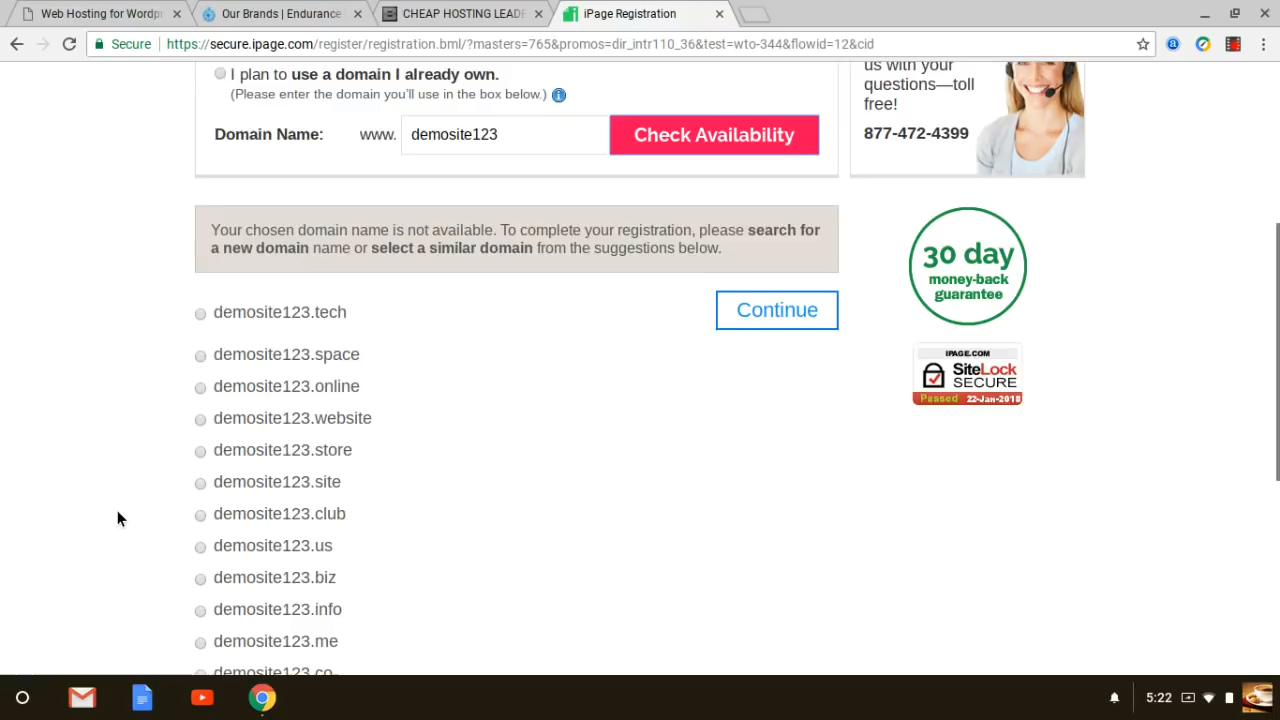 Web Hosting for Wordp
Our Brands | Endurance
CHEAP HOSTING LEADE
iPage Registration
Secure
https://secure.ipage.com/register/registration.bml/?masters=765&promos=dir_intr110_36&test=wto-344&flowid=12&cid
I plan to use a domain I already own.
(Please enter the domain you'll use in the box below.)
Domain Name: www. demosite123 Check Availability
us with your
questions—toll
free!
877-472-4399
Your chosen domain name is not available. To complete your registration, please search for
a new domain name or select a similar domain from the suggestions below.
Continue
demosite123.tech
demosite123.space
demosite123.online
demosite123.website
demosite123.store
demosite123.site
demosite123.club
demosite123.us
demosite123.biz
demosite123.info
demosite123.me
demosite123.co
30 day
money-back
guarantee
IPAGE.COM
SiteLock
SECURE
Passed 22-Jan-2018
5:22